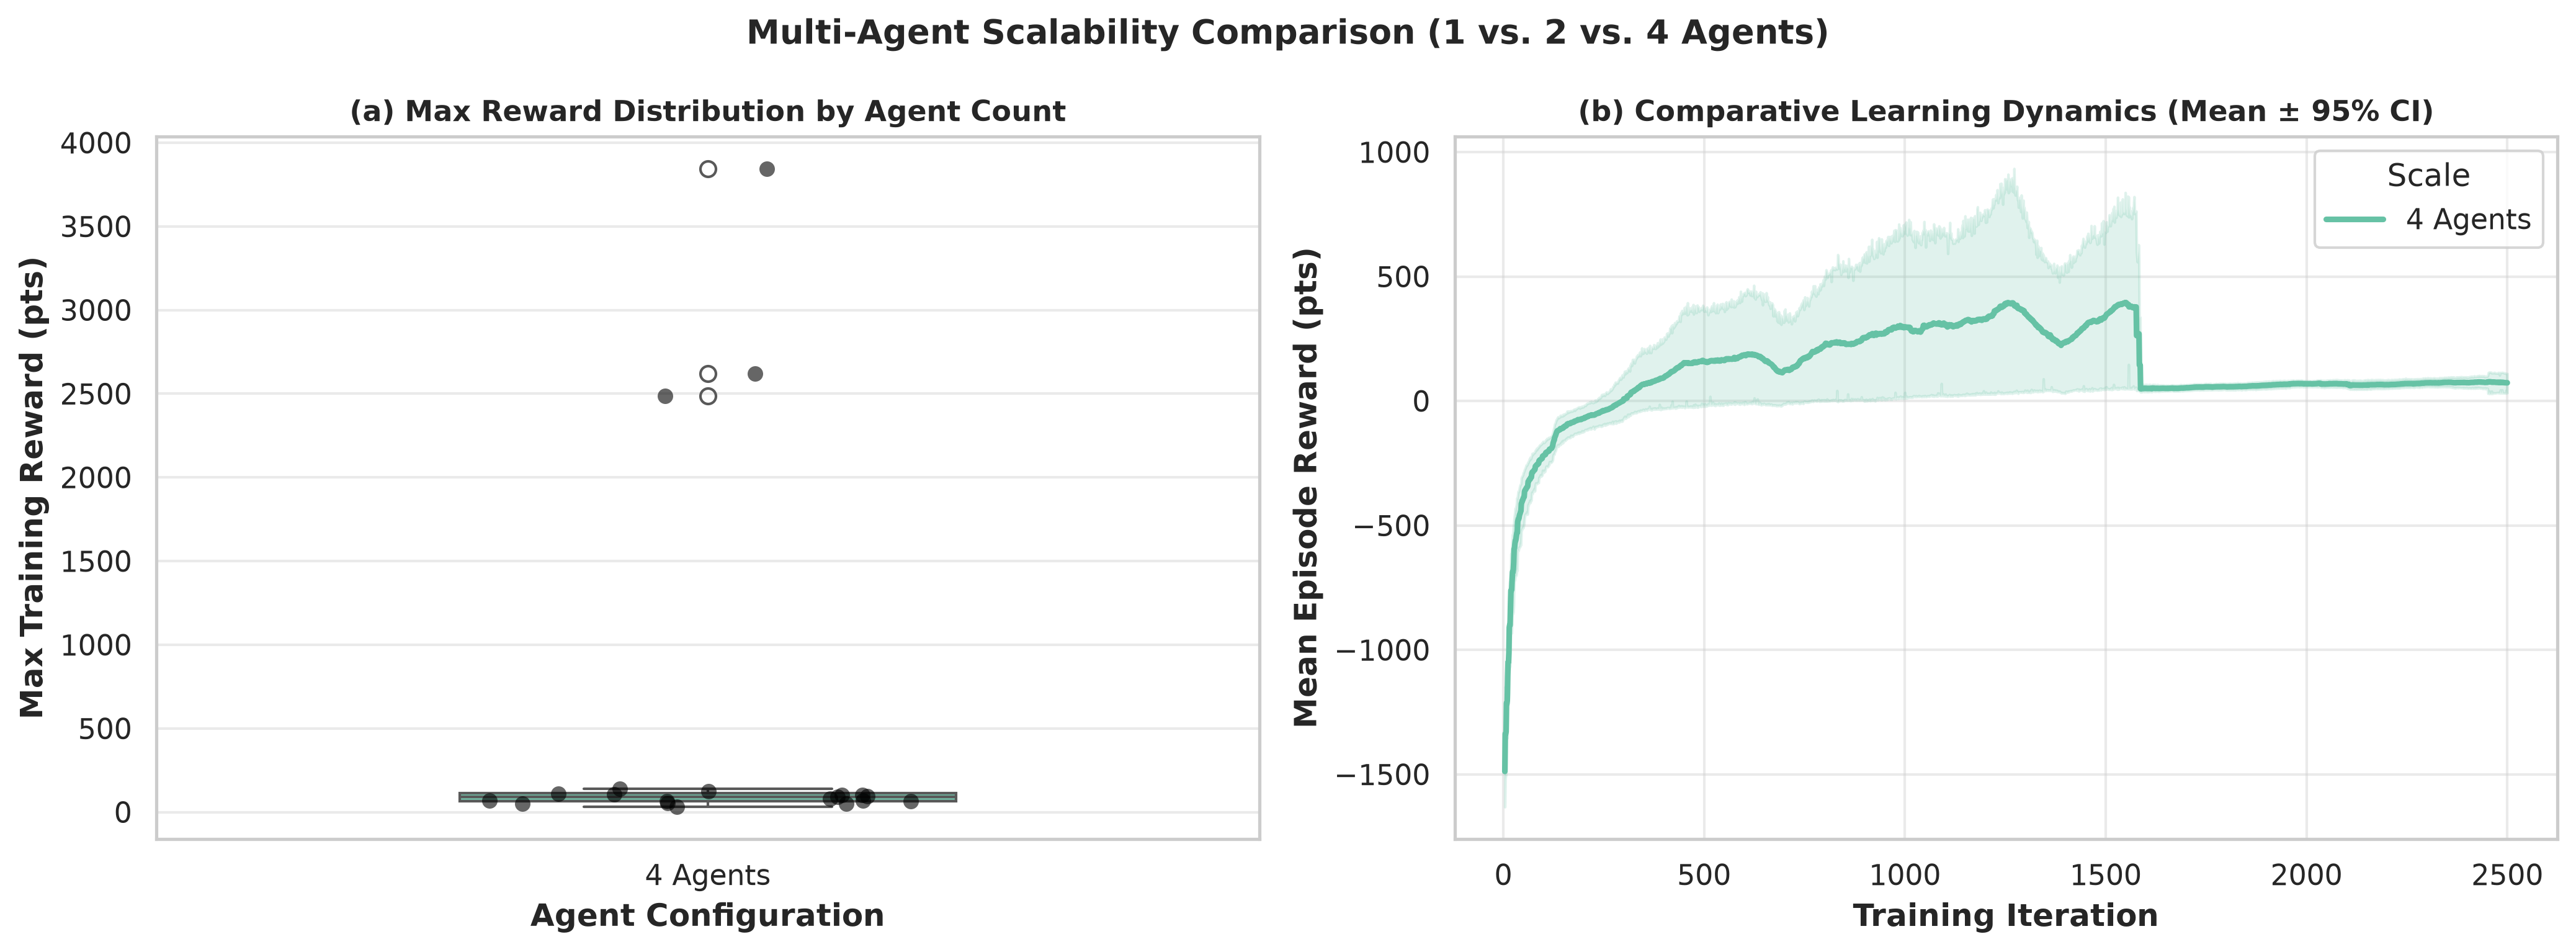 Multi-Agent Scalability Comparison (1 vs. 2 vs. 4 Agents)
(a) Max Reward Distribution by Agent Count
Max Training Reward (pts)
4000
3500
3000
2500
2000
1500
1000
500
0
4 Agents
Agent Configuration
(b) Comparative Learning Dynamics (Mean ± 95% CI)
Mean Episode Reward (pts)
1000
500
0
−500
−1000
−1500
Scale
4 Agents
0 500 1000 1500 2000 2500
Training Iteration